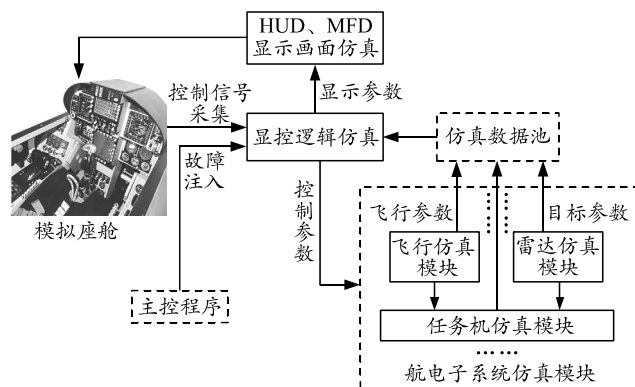 HUD、MFD
显示画面仿真
控制信号
采集
显示参数
显控逻辑仿真
仿真数据池
故障
注入
模拟座舱
控制参数
飞行参数
目标参数
飞行仿真
模块
雷达仿真
模块
主控程序
任务机仿真模块
……
航电子系统仿真模块